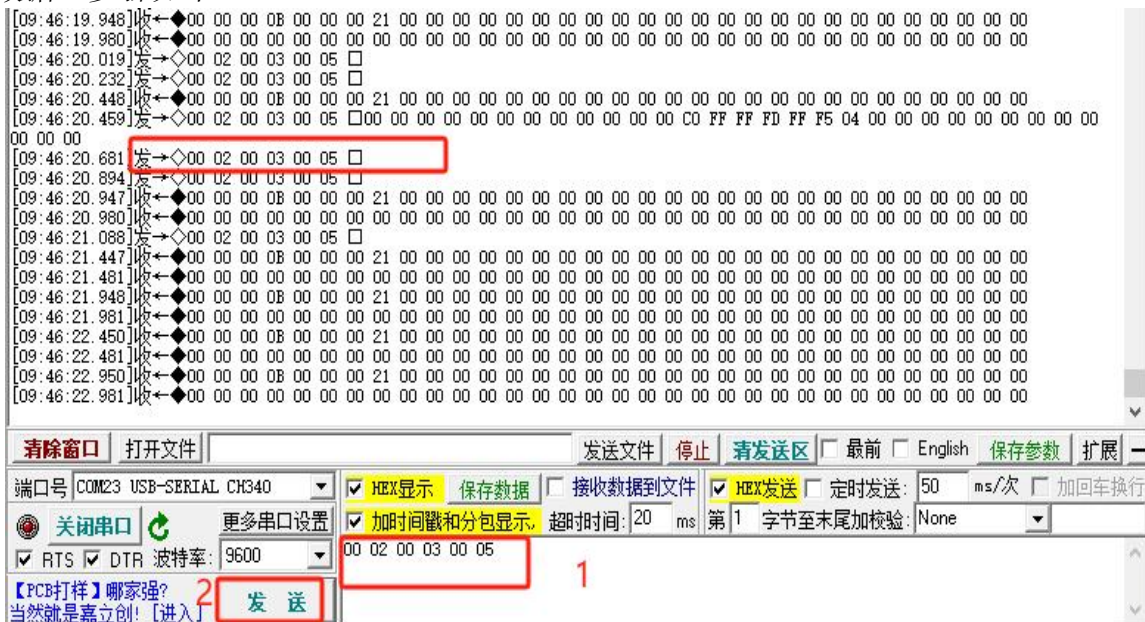 [09:46:19.948]收←◆00 00 00 0B 00 00 00 21 00 00 00 00 00 00 00 00 00 00 00 00 00 00 00 00 00 00 00 00 00 00 00 00
[09:46:19.980]收←◆00 00 00 00 00 00 00 00 00 00 00 00 00 00 00 00 00 00 00 00 00 00 00 00 00 00 00 00 00 00 00 00
[09:46:20.019]发→◇00 02 00 03 00 05 □
[09:46:20.232]发→◇00 02 00 03 00 05 □
[09:46:20.448]收←◆00 00 00 0B 00 00 00 21 00 00 00 00 00 00 00 00 00 00 00 00 00 00 00 00 00 00 00 00 00 00 00 00
[09:46:20.459]发→◇00 02 00 03 00 05 □00 00 00 00 00 00 00 00 00 00 00 00 C0 FF FF FD FF F5 04 00 00 00 00 00 00 00 00
00 00 00
[09:46:20.681]发→◇00 02 00 03 00 05 □
[09:46:20.894]发→◇00 02 00 03 00 05 □
[09:46:20.947]收←◆00 00 00 0B 00 00 00 21 00 00 00 00 00 00 00 00 00 00 00 00 00 00 00 00 00 00 00 00 00 00 00 00
[09:46:20.980]收←◆00 00 00 00 00 00 00 00 00 00 00 00 00 00 00 00 00 00 00 00 00 00 00 00 00 00 00 00 00 00 00 00
[09:46:21.088]发→◇00 02 00 03 00 05 □
[09:46:21.447]收←◆00 00 00 0B 00 00 00 21 00 00 00 00 00 00 00 00 00 00 00 00 00 00 00 00 00 00 00 00 00 00 00 00
[09:46:21.481]收←◆00 00 00 00 00 00 00 00 00 00 00 00 00 00 00 00 00 00 00 00 00 00 00 00 00 00 00 00 00 00 00 00
[09:46:21.948]收←◆00 00 00 0B 00 00 00 21 00 00 00 00 00 00 00 00 00 00 00 00 00 00 00 00 00 00 00 00 00 00 00 00
[09:46:21.981]收←◆00 00 00 00 00 00 00 00 00 00 00 00 00 00 00 00 00 00 00 00 00 00 00 00 00 00 00 00 00 00 00 00
[09:46:22.450]收←◆00 00 00 0B 00 00 00 21 00 00 00 00 00 00 00 00 00 00 00 00 00 00 00 00 00 00 00 00 00 00 00 00
[09:46:22.481]收←◆00 00 00 00 00 00 00 00 00 00 00 00 00 00 00 00 00 00 00 00 00 00 00 00 00 00 00 00 00 00 00 00
[09:46:22.950]收←◆00 00 00 0B 00 00 00 21 00 00 00 00 00 00 00 00 00 00 00 00 00 00 00 00 00 00 00 00 00 00 00 00
[09:46:22.981]收←◆00 00 00 00 00 00 00 00 00 00 00 00 00 00 00 00 00 00 00 00 00 00 00 00 00 00 00 00 00 00 00 00
清除窗口 打开文件 发送文件 停止 清发送区 最前 English 保存参数 扩展 —
端口号 COM23 USB-SERIAL CH340 HEX显示 保存数据 接收数据到文件 HEX发送 定时发送: 50 ms/次 加回车换行
关闭串口 更多串口设置 加时间戳和分包显示, 超时时间: 20 ms 第 1 字节至末尾加校验: None
RTS DTR 波特率: 9600 00 02 00 03 00 05 1
【PCB打样】哪家强? 2 发 送
当然就是嘉立创! [进入]